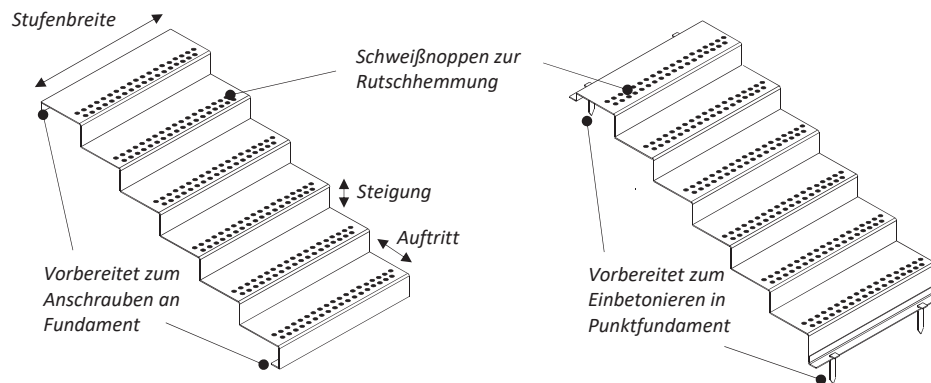 Stufenbreite
Schweißnoppen zur
Rutschhemmung
Steigung
Auftritt
Vorbereitet zum
Anschrauben an
Fundament
Vorbereitet zum
Einbetonieren in
Punktfundament